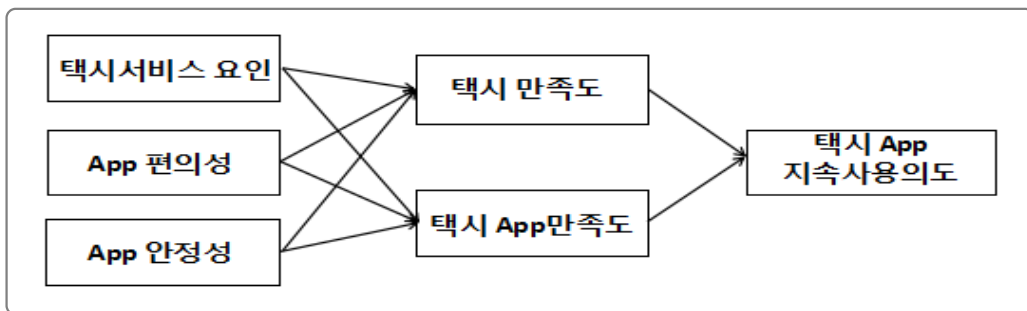 택시서비스 요인
App 편의성
App 안정성
택시 만족도
택시 App만족도
택시 App
지속사용의도